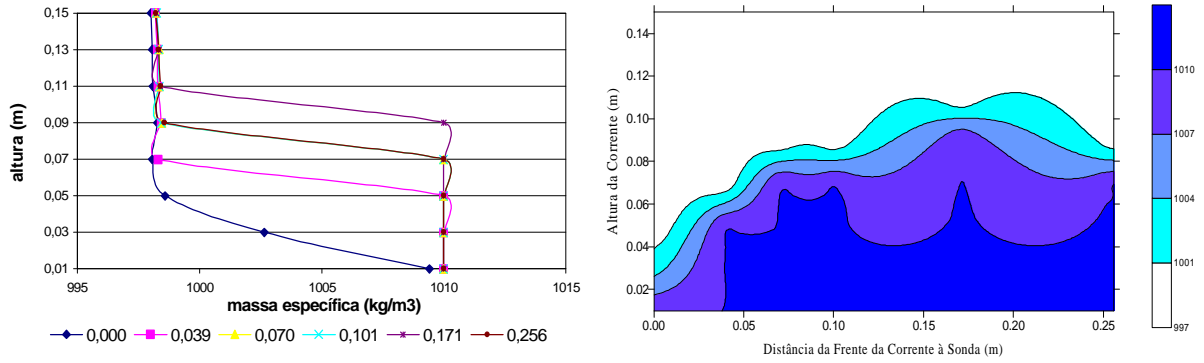 altura (m)
0,15
0,13
0,11
0,09
0,07
0,05
0,03
0,01
995 1000 1005 1010 1015
massa específica (kg/m3)
0,000 0,039 0,070 0,101 0,171 0,256
Altura da Corrente (m)
0.14
0.12
0.10
0.08
0.06
0.04
0.02
0.00 0.05 0.10 0.15 0.20 0.25
Distância da Frente da Corrente à Sonda (m)
1010
1007
1004
1001
997